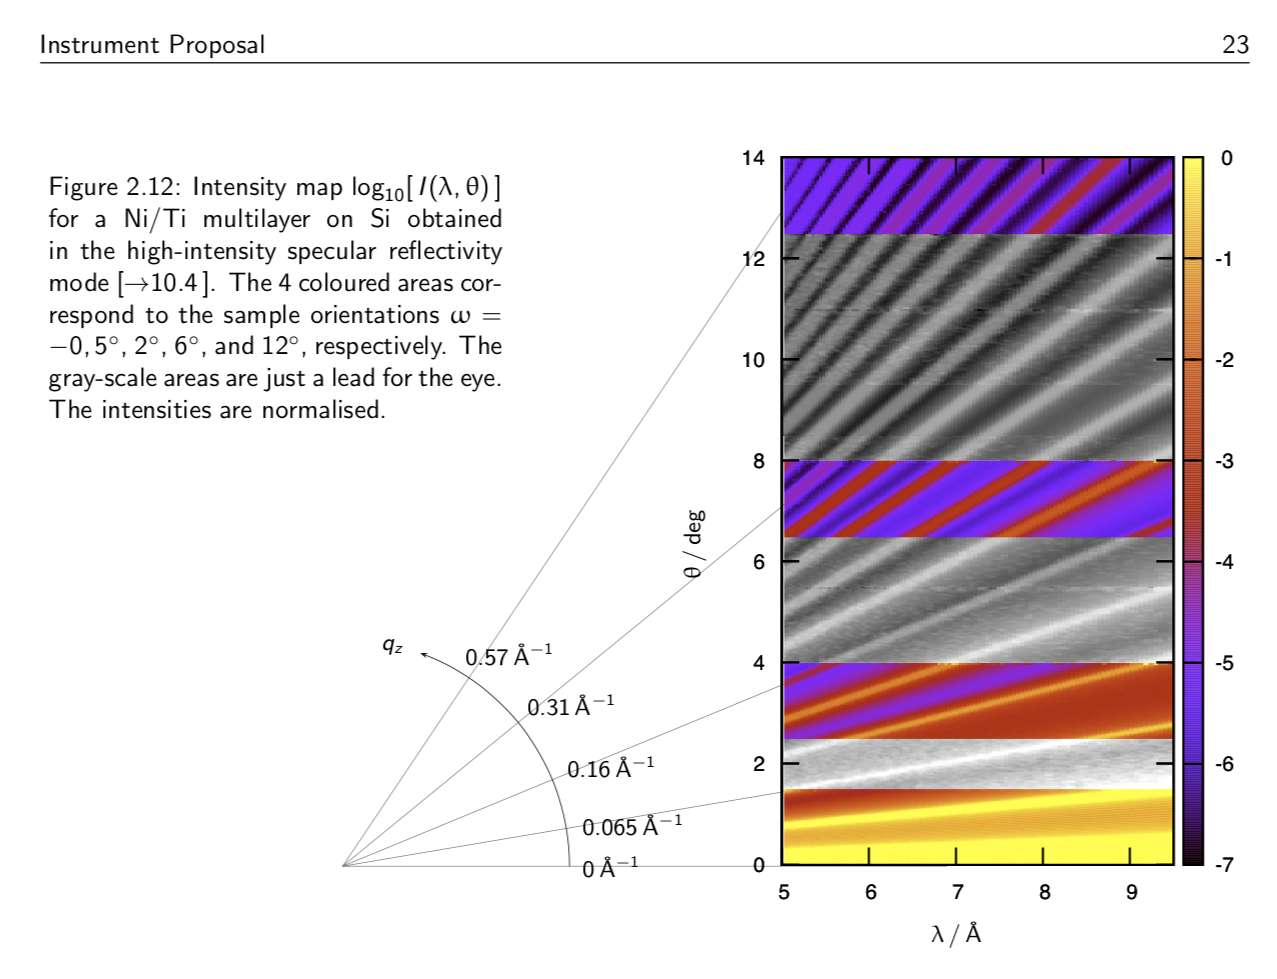 Instrument Proposal 23
Figure 2.12: Intensity map log10[ I(λ, θ) ]
for a Ni/Ti multilayer on Si obtained
in the high-intensity specular reflectivity
mode [→10.4 ]. The 4 coloured areas cor-
respond to the sample orientations ω =
−0, 5°, 2°, 6°, and 12°, respectively. The
gray-scale areas are just a lead for the eye.
The intensities are normalised.
qz
0.57 Å⁻¹
0.31 Å⁻¹
0.16 Å⁻¹
0.065 Å⁻¹
0 Å⁻¹
θ / deg
14
12
10
8
6
4
2
0
5 6 7 8 9
λ / Å
0
-1
-2
-3
-4
-5
-6
-7